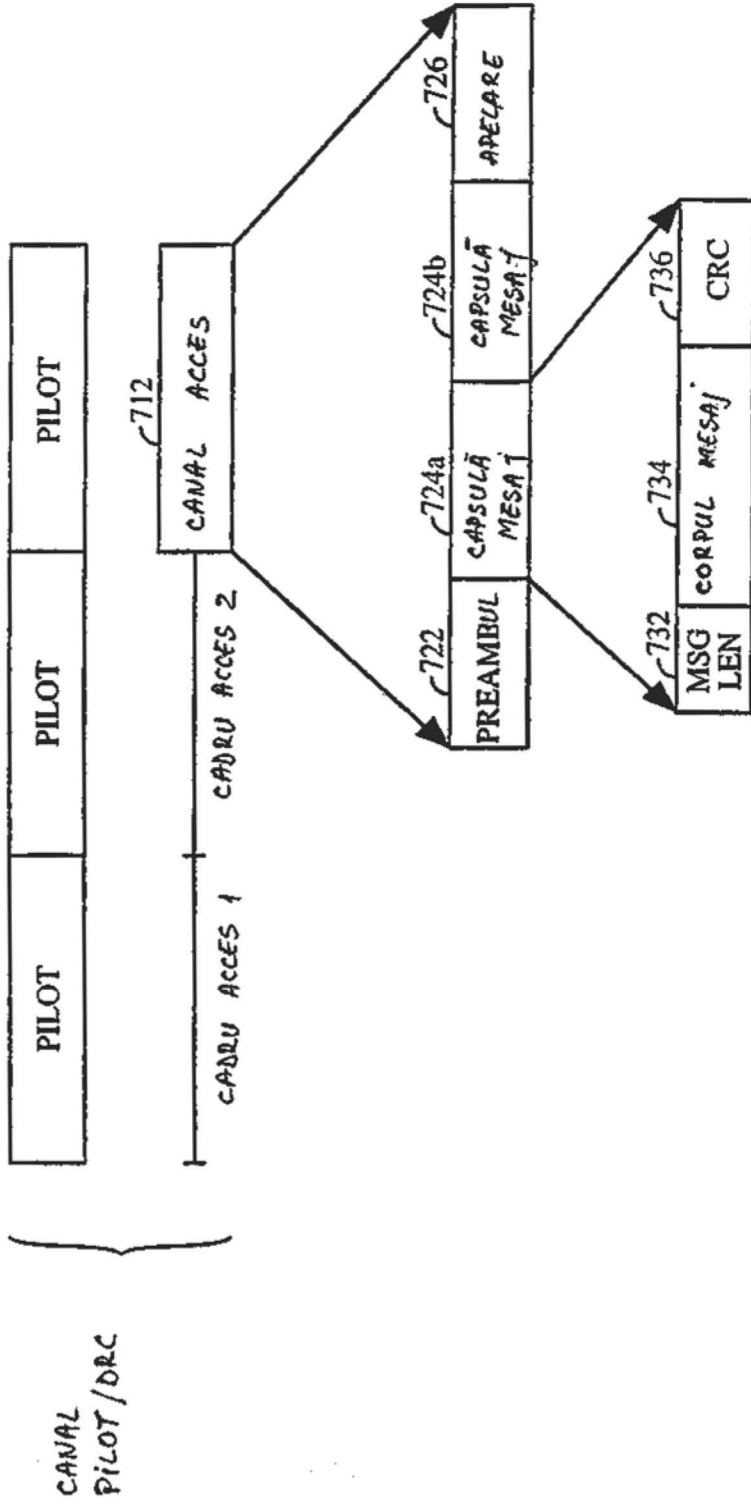 CANAL
PILOT/DRC
PILOT
PILOT
PILOT
712
CANAL ACCES
CADRU ACCES 1
CADRU ACCES 2
722
724a
724b
726
PREAMBUL
CAPSULĂ
MESAJ
CAPSULĂ
MESAJ
APELARE
732
734
736
MSG
LEN
CORPUL MESAJ
CRC